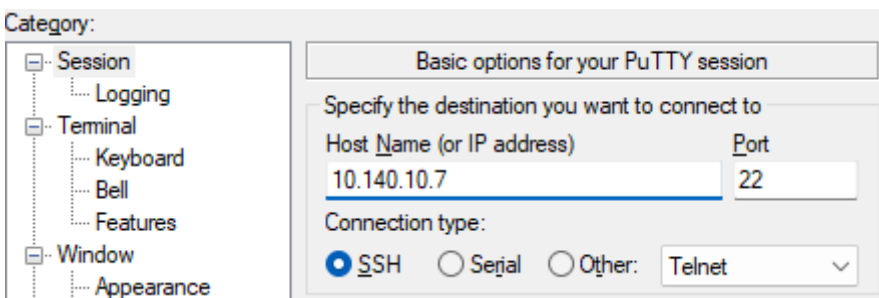 Category:
Session
Logging
Terminal
Keyboard
Bell
Features
Window
Appearance
Basic options for your PuTTY session
Specify the destination you want to connect to
Host Name (or IP address) Port
10.140.10.7 22
Connection type:
SSH Serial Other: Telnet